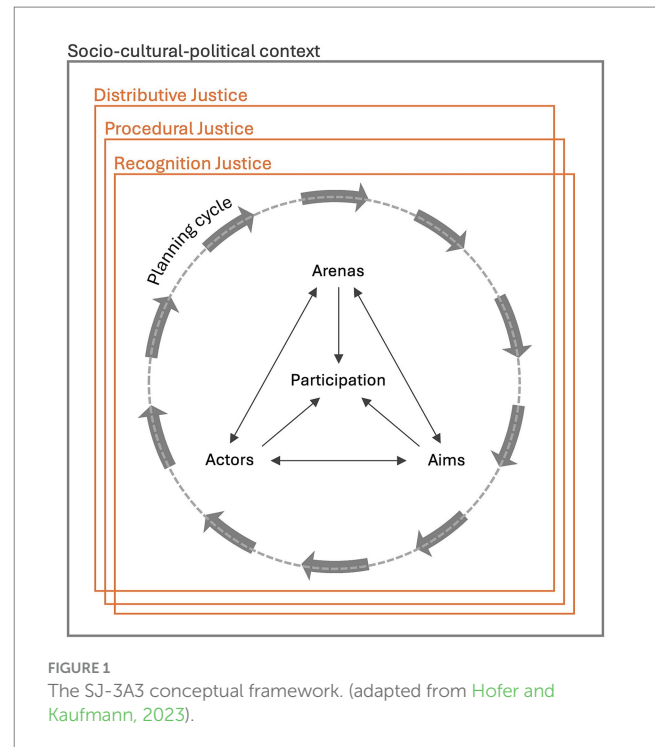 Socio-cultural-political context
Distributive Justice
Procedural Justice
Recognition Justice
Planning cycle
Arenas
Participation
Actors
Aims
FIGURE 1
The SJ-3A3 conceptual framework. (adapted from Hofer and
Kaufmann, 2023).